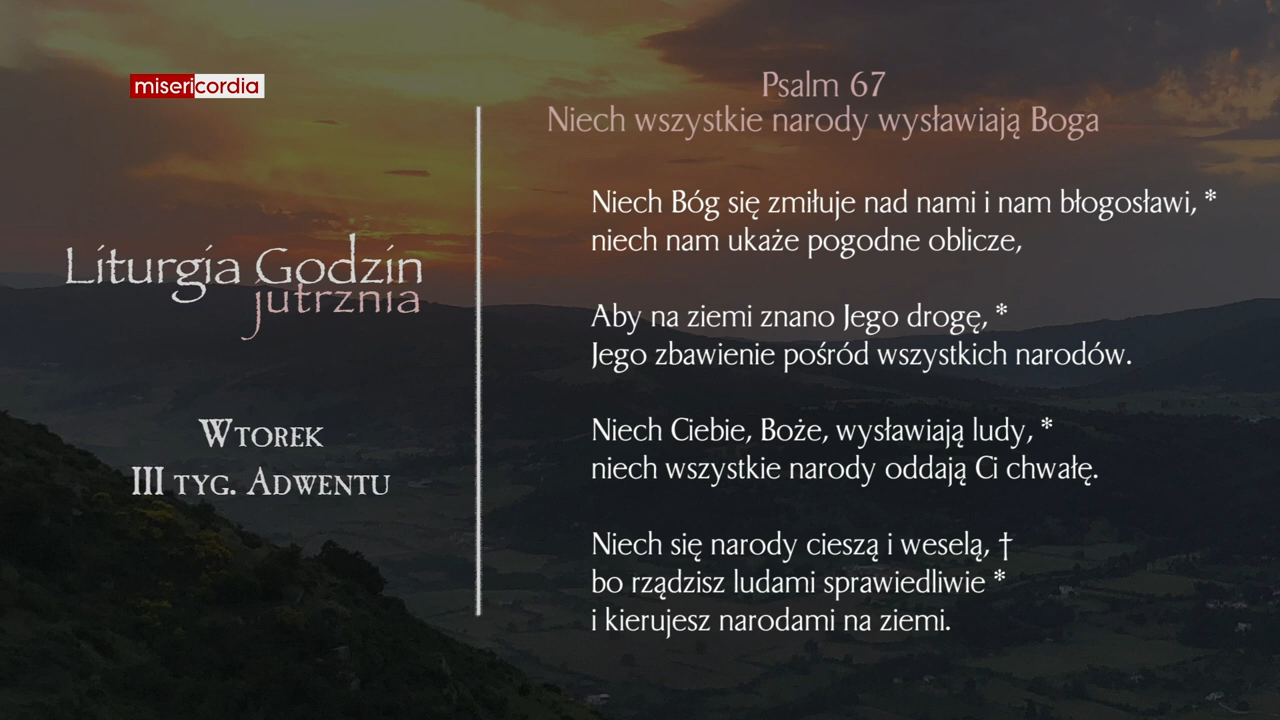 misericordia
Liturgia Godzin
jutrznia
Wtorek
III tyg. Adwentu
Psalm 67
Niech wszystkie narody wysławiają Boga
Niech Bóg się zmiłuje nad nami i nam błogosławi, *
niech nam ukaże pogodne oblicze,
Aby na ziemi znano Jego drogę, *
Jego zbawienie pośród wszystkich narodów.
Niech Ciebie, Boże, wysławiają ludy, *
niech wszystkie narody oddają Ci chwałę.
Niech się narody cieszą i weselą, †
bo rządzisz ludami sprawiedliwie *
i kierujesz narodami na ziemi.